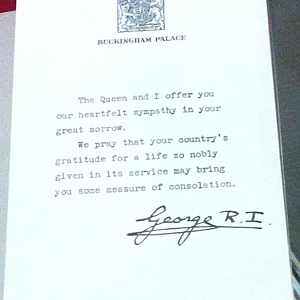 BUCKINGHAM PALACE
The Queen and I offer you
our heartfelt sympathy in your
great sorrow.
We pray that your country's
gratitude for a life so nobly
given in its service may bring
you some measure of consolation.
George R.I.